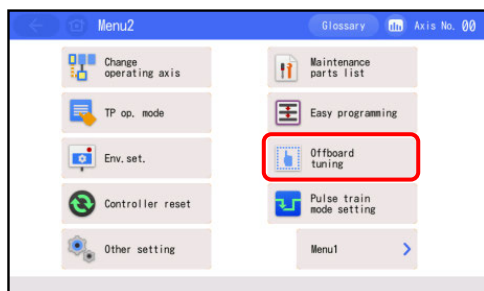 Menu2
Glossary
Axis No. 00
Change
operating axis
Maintenance
parts list
TP op. mode
Easy programming
Env. set.
Offboard
tuning
Controller reset
Pulse train
mode setting
Other setting
Menu1